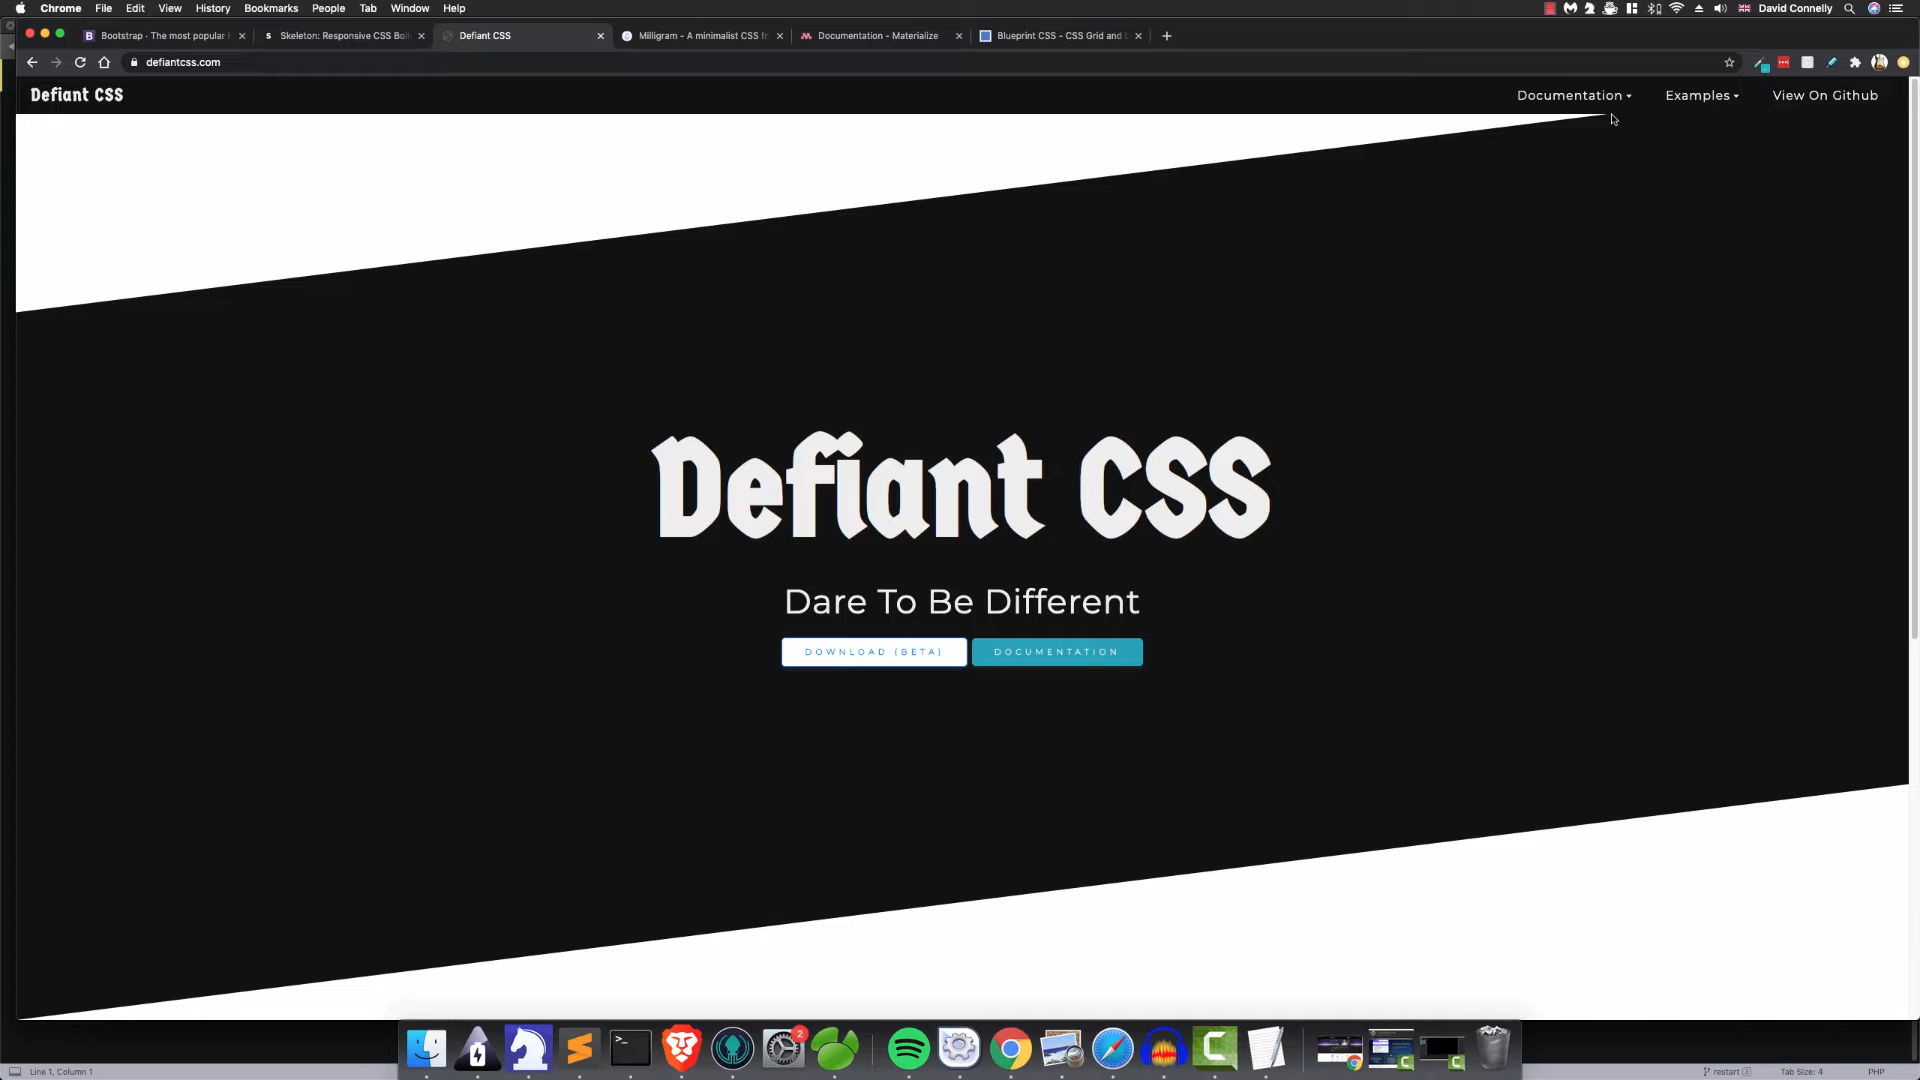 Chrome File Edit View History Bookmarks People Tab Window Help David Connelly
Bootstrap · The most popular
Skeleton: Responsive CSS Boil
Defiant CSS
Milligram - A minimalist CSS fr
Documentation - Materialize
Blueprint CSS - CSS Grid and
defiantcss.com
Defiant CSS Documentation Examples View On Github
Defiant CSS
Dare To Be Different
DOWNLOAD (BETA) DOCUMENTATION
2
Line 1, Column 1 restart 3 Tab Size: 4 PHP